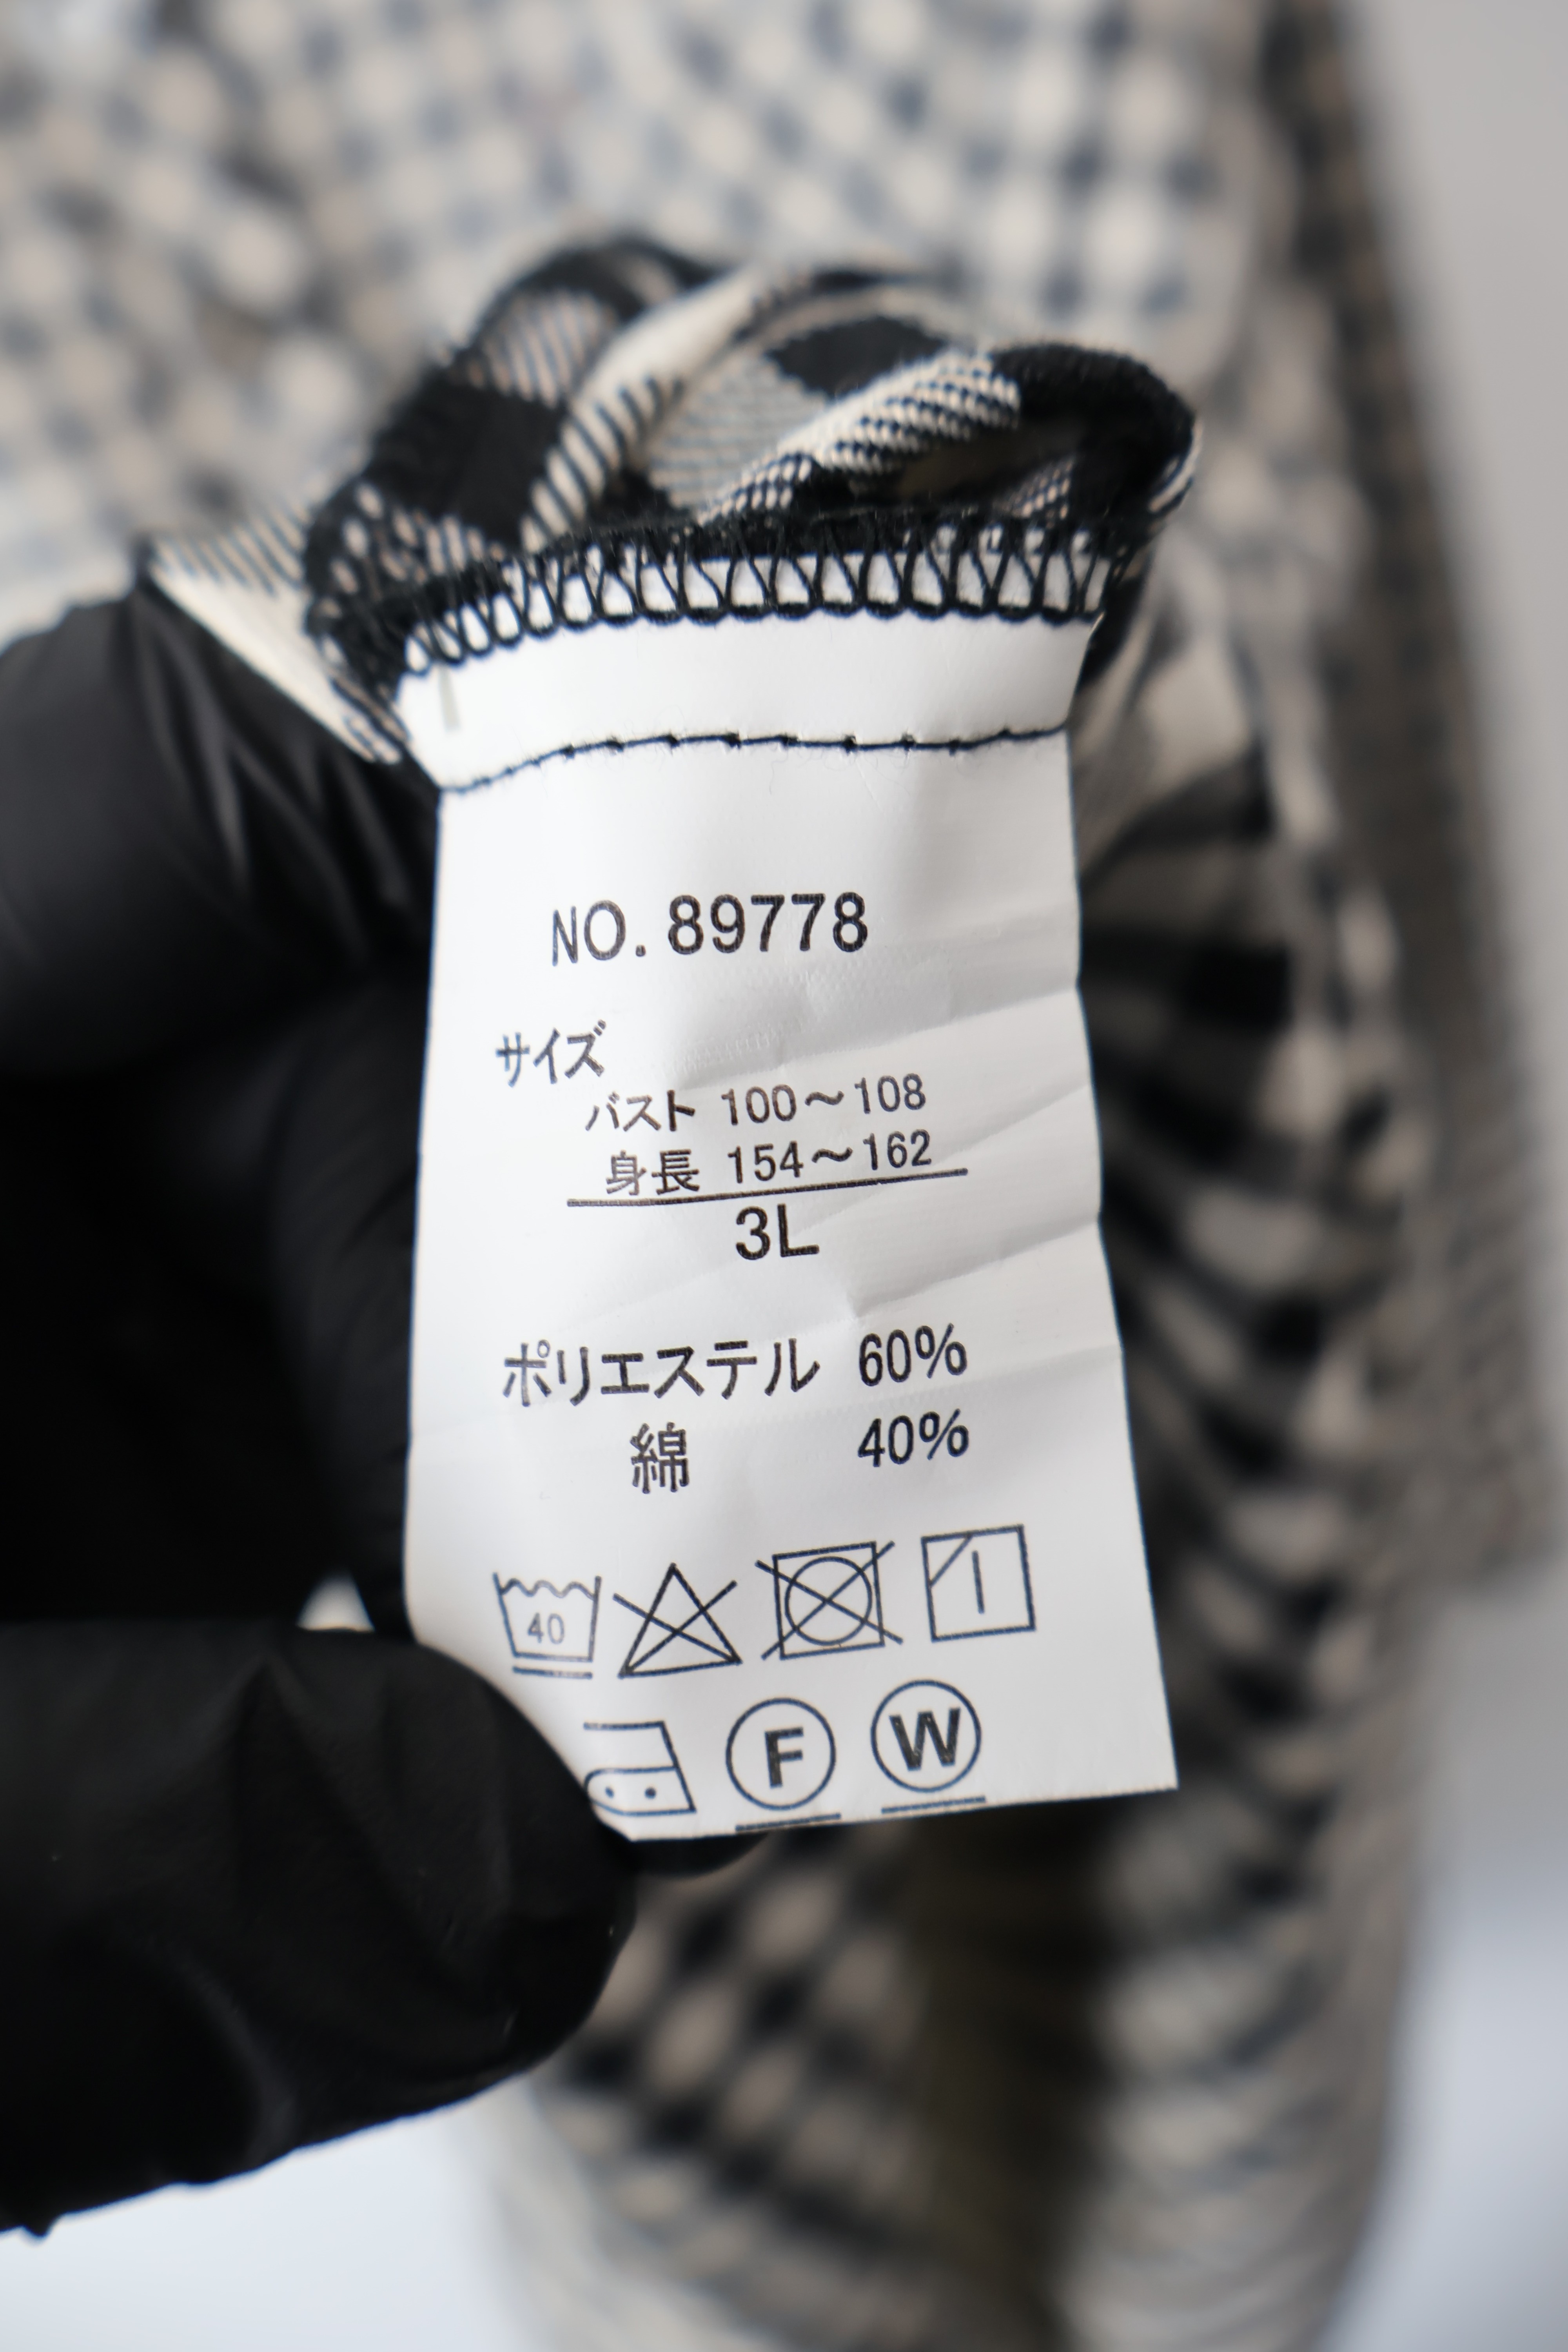 NO. 89778
サイズ
バスト 100～108
身長 154～162
3L
ポリエステル 60%
綿 40%
40
F W